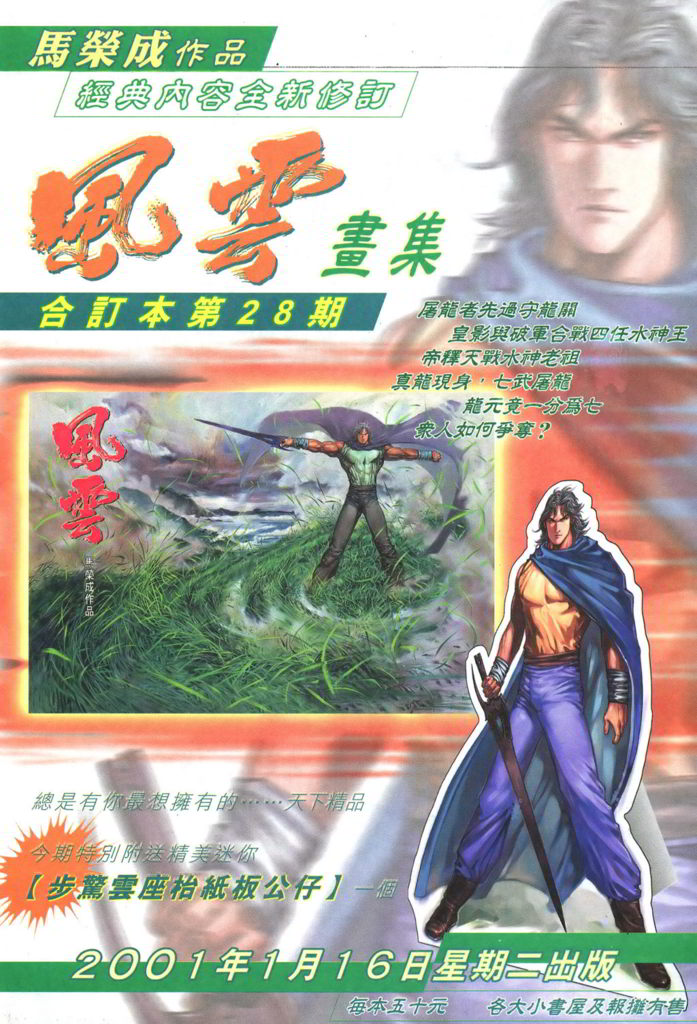 馬榮成作品
經典內容全新修訂
風雲
畫集
合訂本第28期
屠龍者先過守龍關
皇影與破軍合戰四任水神王
帝釋天戰水神老祖
真龍現身，七武屠龍
龍元竟一分爲七
衆人如何爭奪？
風雲
馬榮成作品
總是有你最想擁有的……天下精品
今期特別附送精美迷你
【步驚雲座枱紙板公仔】一個
2001年1月16日星期二出版
每本五十元 各大小書屋及報攤有售